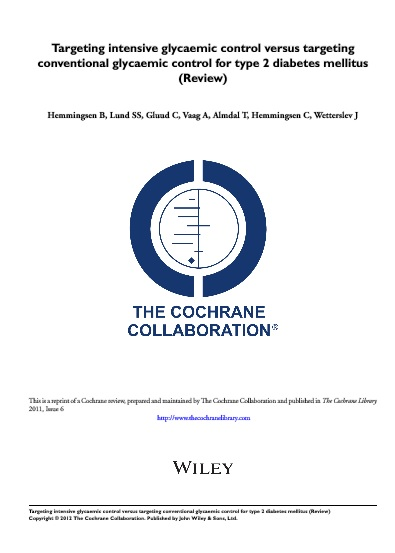 Targeting intensive glycaemic control versus targeting
conventional glycaemic control for type 2 diabetes mellitus
(Review)
Hemmingsen B, Lund SS, Gluud C, Vaag A, Almdal T, Hemmingsen C, Wetterslev J
THE COCHRANE
COLLABORATION®
This is a reprint of a Cochrane review, prepared and maintained by The Cochrane Collaboration and published in The Cochrane Library
2011, Issue 6
http://www.thecochranelibrary.com
WILEY
Targeting intensive glycaemic control versus targeting conventional glycaemic control for type 2 diabetes mellitus (Review)
Copyright © 2012 The Cochrane Collaboration. Published by John Wiley & Sons, Ltd.